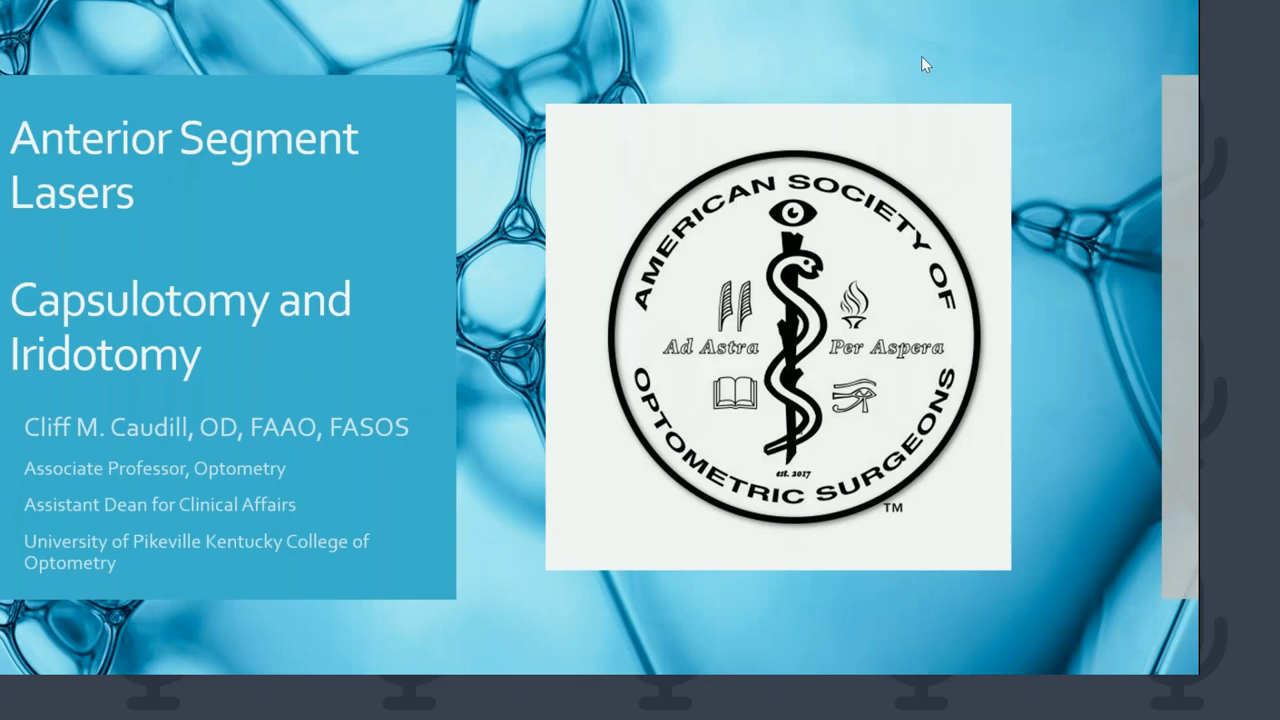 Anterior Segment
Lasers
Capsulotomy and
Iridotomy
Cliff M. Caudill, OD, FAAO, FASOS
Associate Professor, Optometry
Assistant Dean for Clinical Affairs
University of Pikeville Kentucky College of
Optometry
AMERICAN SOCIETY OF
Ad Astra Per Aspera
est. 2017
OPTOMETRIC SURGEONS
TM